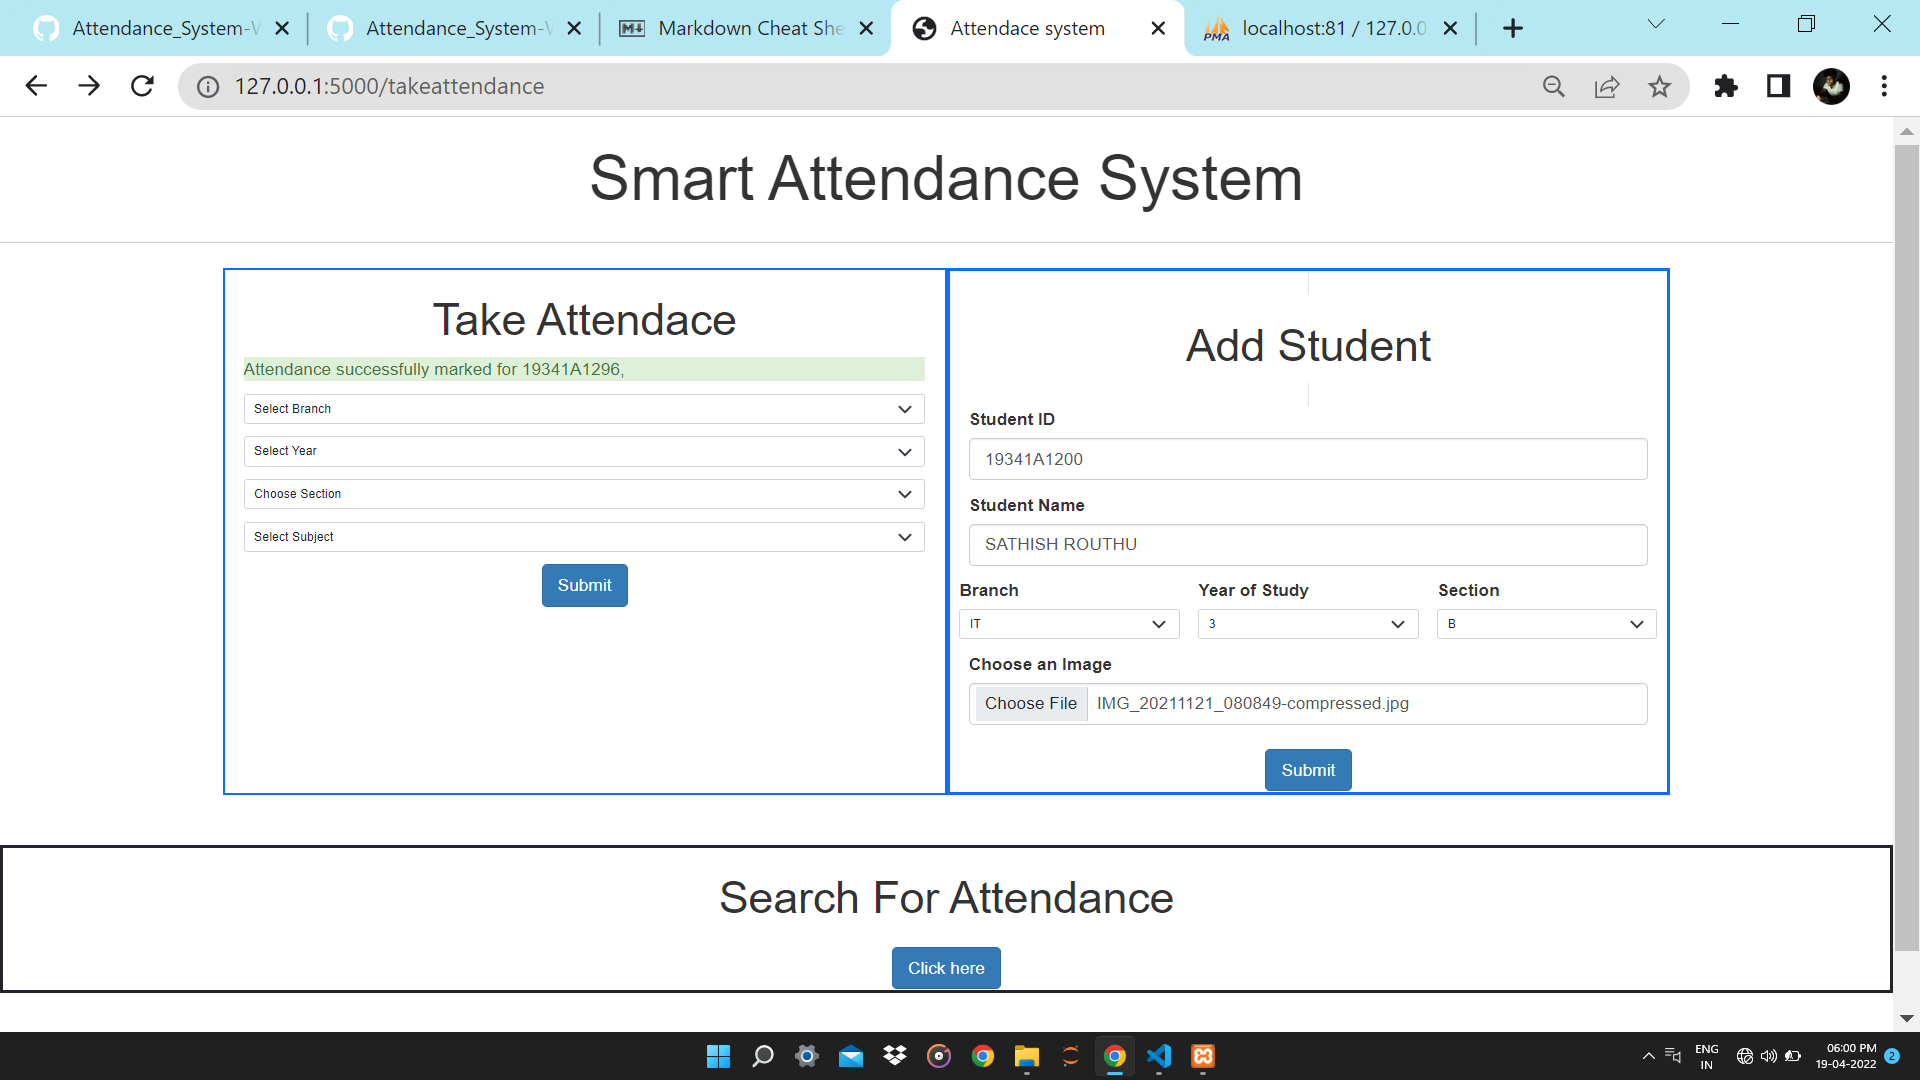 Attendance_System-W
Attendance_System-W
Markdown Cheat She
Attendace system
localhost:81 / 127.0.0
127.0.0.1:5000/takeattendance
Smart Attendance System
Take Attendace
Attendance successfully marked for 19341A1296,
Select Branch
Select Year
Choose Section
Select Subject
Submit
Add Student
Student ID
19341A1200
Student Name
SATHISH ROUTHU
Branch Year of Study Section
IT 3 B
Choose an Image
Choose File IMG_20211121_080849-compressed.jpg
Submit
Search For Attendance
Click here
ENG
IN
06:00 PM
19-04-2022
2